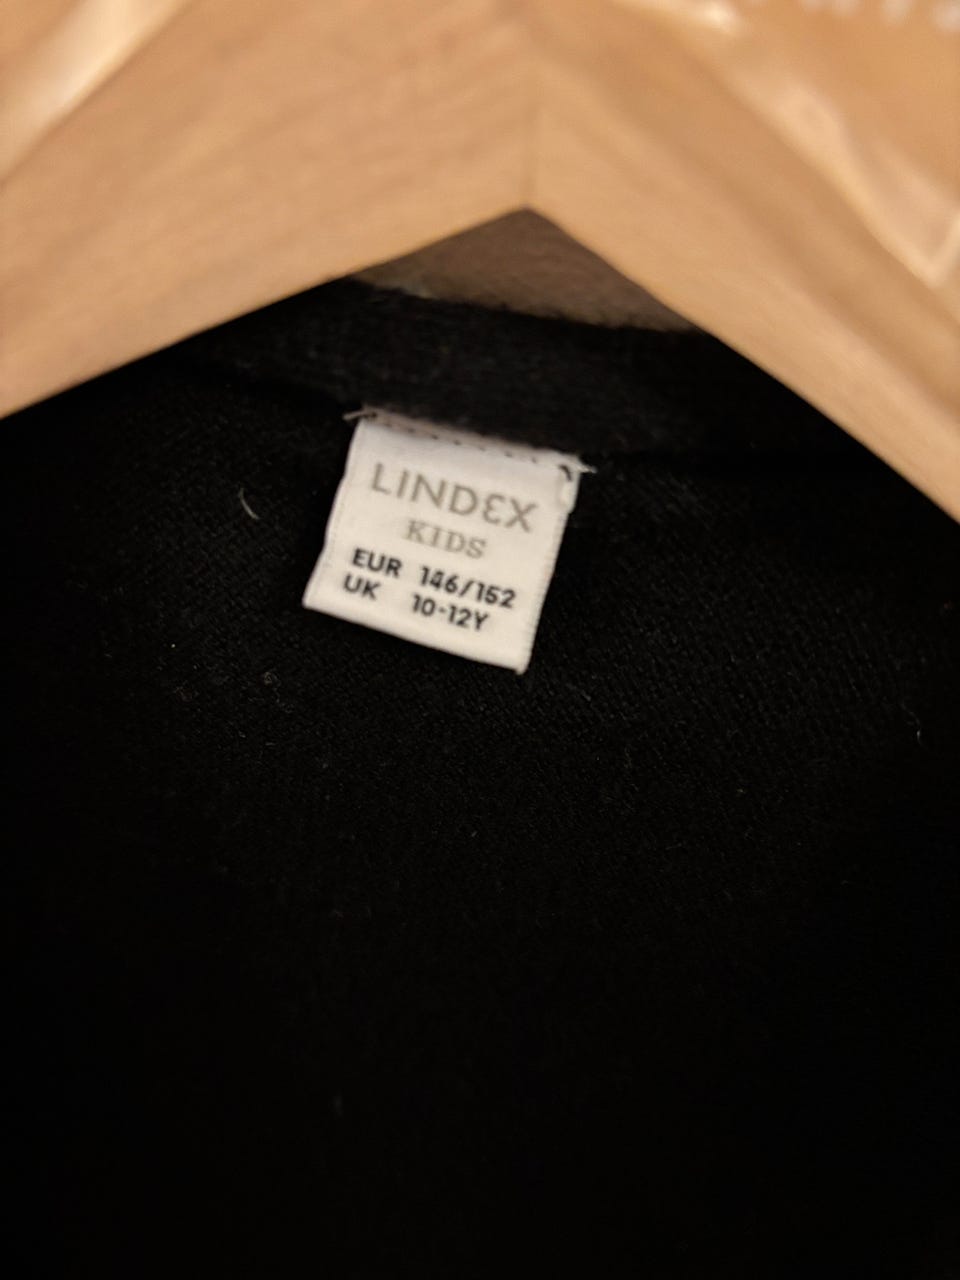 LINDEX
KIDS
EUR 146/152
UK 10-12Y